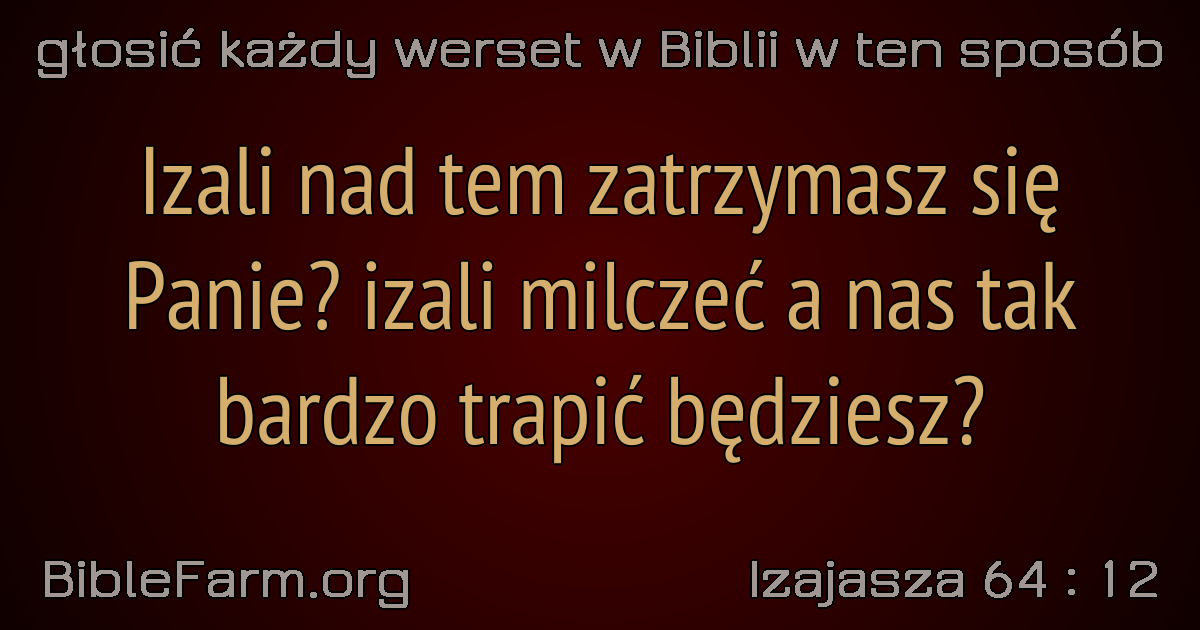 głosić każdy werset w Biblii w ten sposób
Izali nad tem zatrzymasz się
Panie? izali milczeć a nas tak
bardzo trapić będziesz?
BibleFarm.org
Izajasza 64 : 12